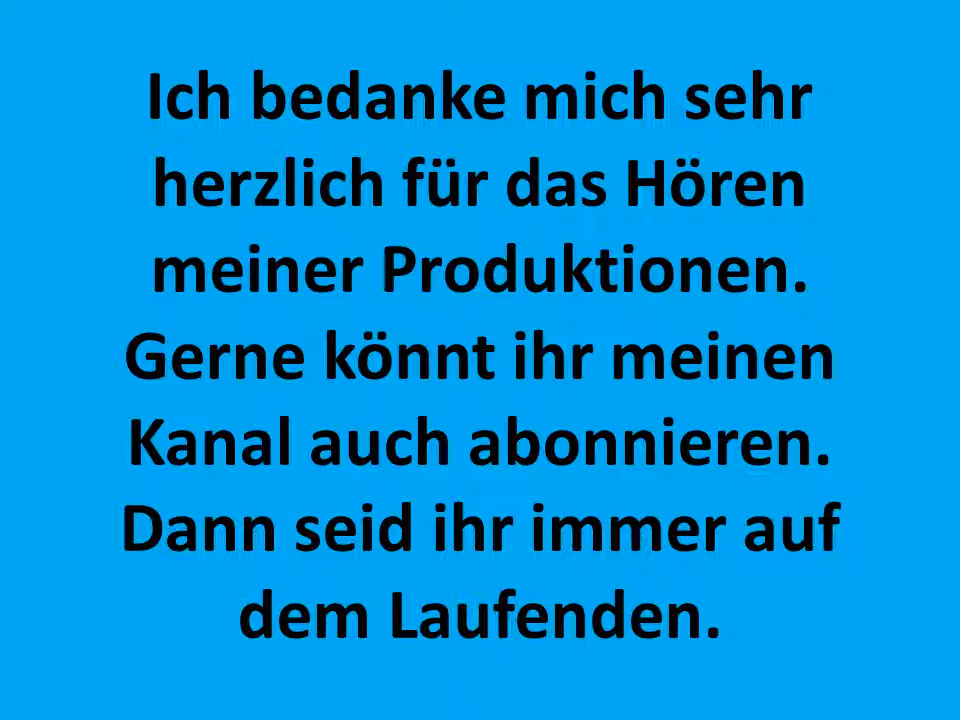 Ich bedanke mich sehr
herzlich für das Hören
meiner Produktionen.
Gerne könnt ihr meinen
Kanal auch abonnieren.
Dann seid ihr immer auf
dem Laufenden.